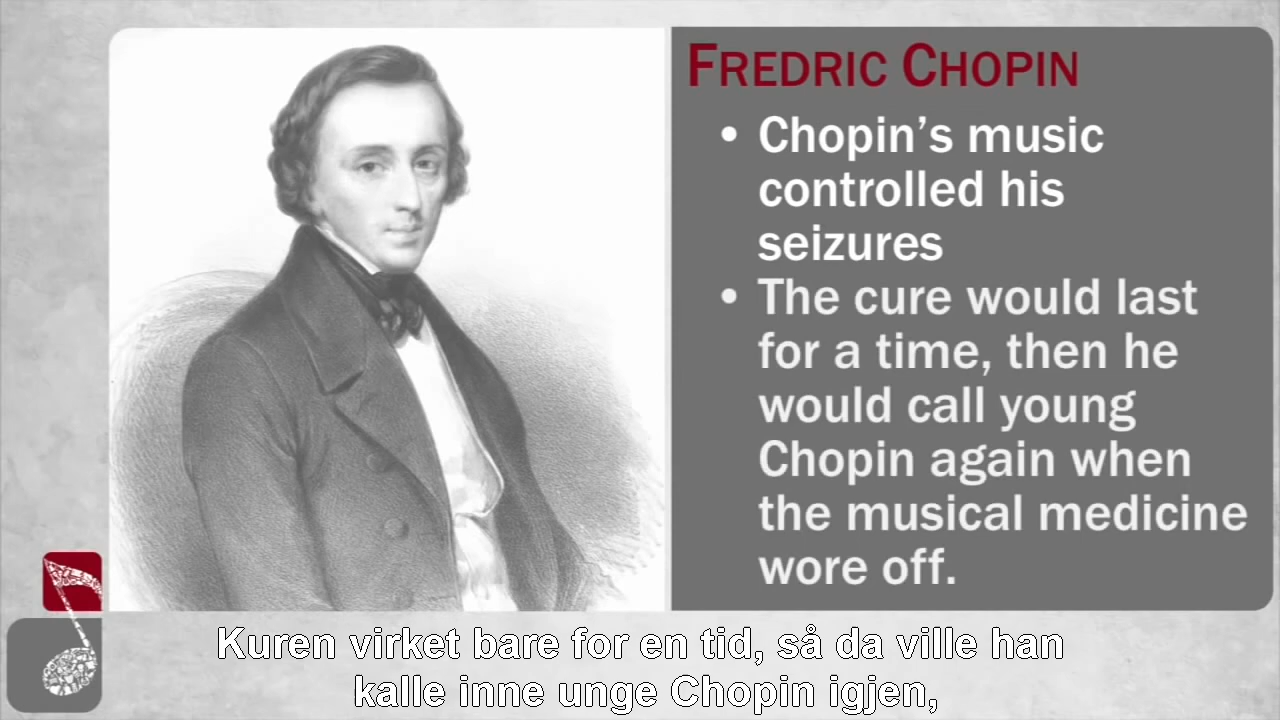 FREDRIC CHOPIN
• Chopin's music
controlled his
seizures
• The cure would last
for a time, then he
would call young
Chopin again when
the musical medicine
wore off.
Kuren virket bare for en tid, så da ville han
kalle inne unge Chopin igjen,